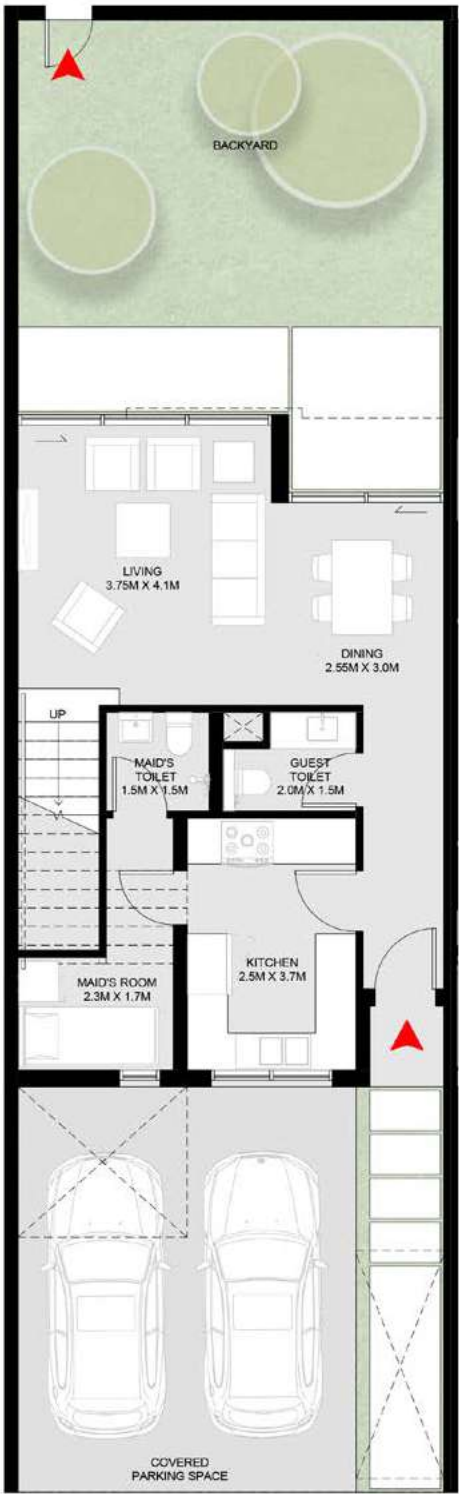 BACKYARD
LIVING
3.75M X 4.1M
DINING
2.55M X 3.0M
UP
MAID'S
TOILET
1.5M X 1.5M
GUEST
TOILET
2.0M X 1.5M
KITCHEN
2.5M X 3.7M
MAID'S ROOM
2.3M X 1.7M
COVERED
PARKING SPACE